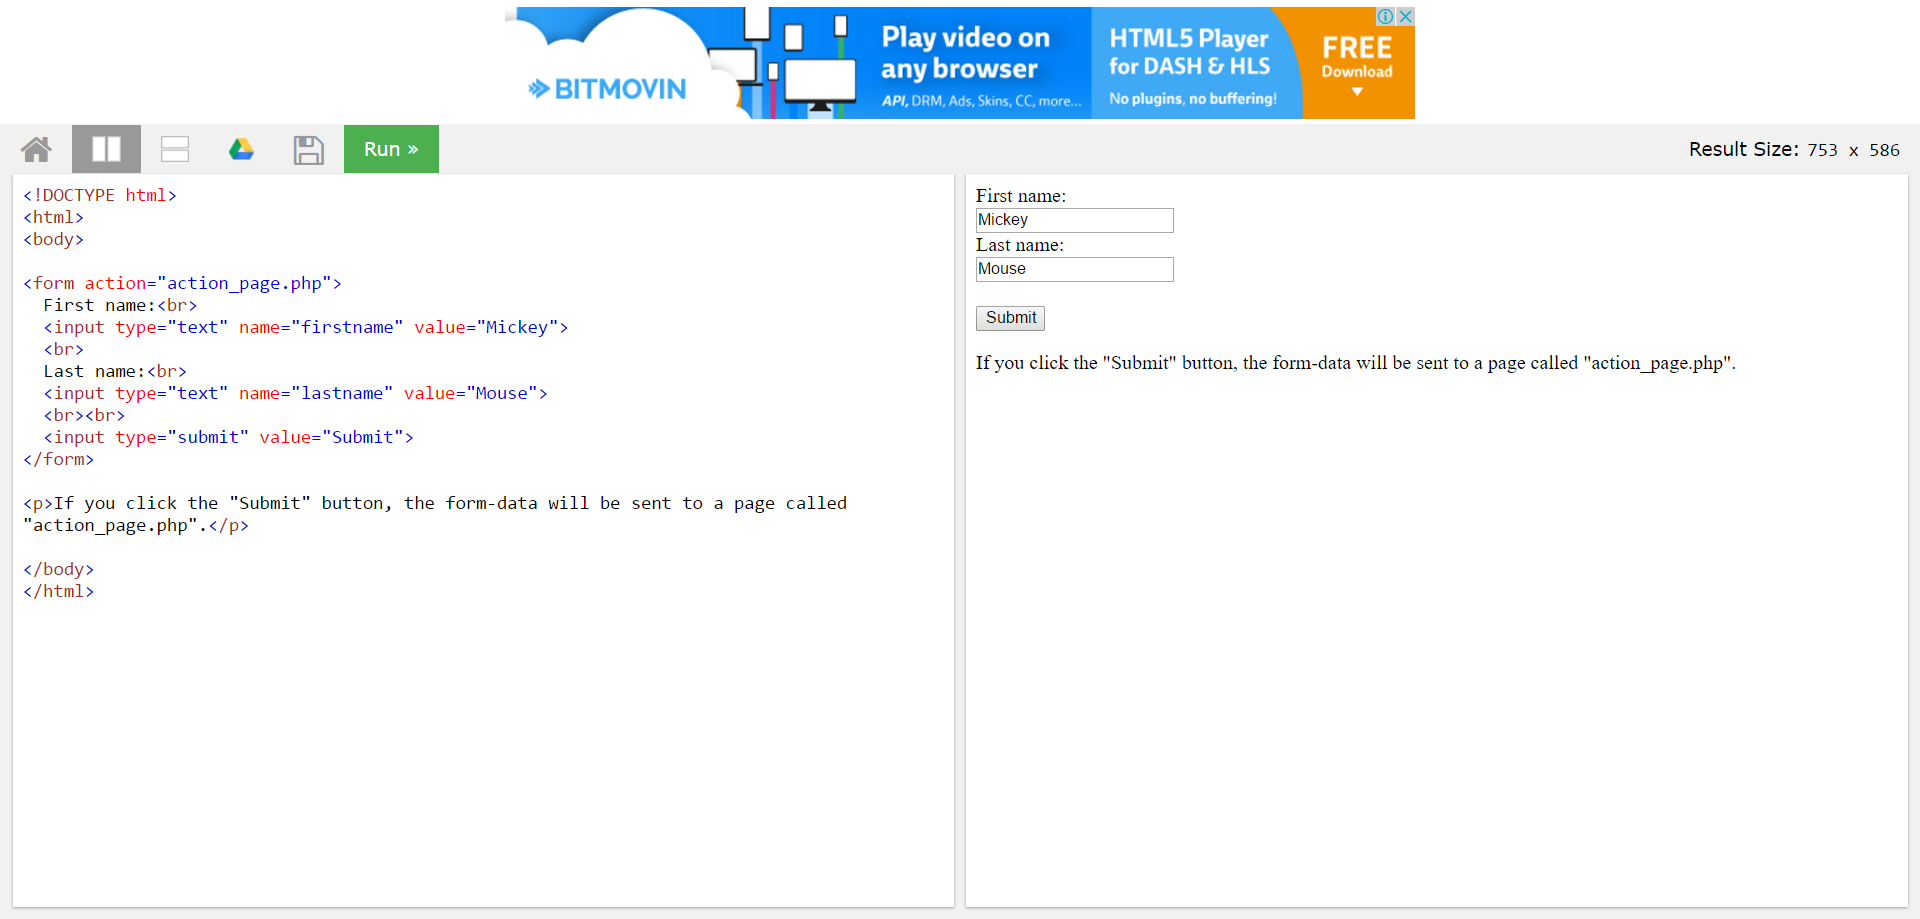 BITMOVIN
Play video on
any browser
API, DRM, Ads, Skins, CC, more...
HTML5 Player
for DASH & HLS
No plugins, no buffering!
FREE
Download
Run »
Result Size: 753 x 586
<!DOCTYPE html>
<html>
<body>
<form action="action_page.php">
First name:<br>
<input type="text" name="firstname" value="Mickey">
<br>
Last name:<br>
<input type="text" name="lastname" value="Mouse">
<br><br>
<input type="submit" value="Submit">
</form>
<p>If you click the "Submit" button, the form-data will be sent to a page called
"action_page.php".</p>
</body>
</html>
First name:
Mickey
Last name:
Mouse
Submit
If you click the "Submit" button, the form-data will be sent to a page called "action_page.php".